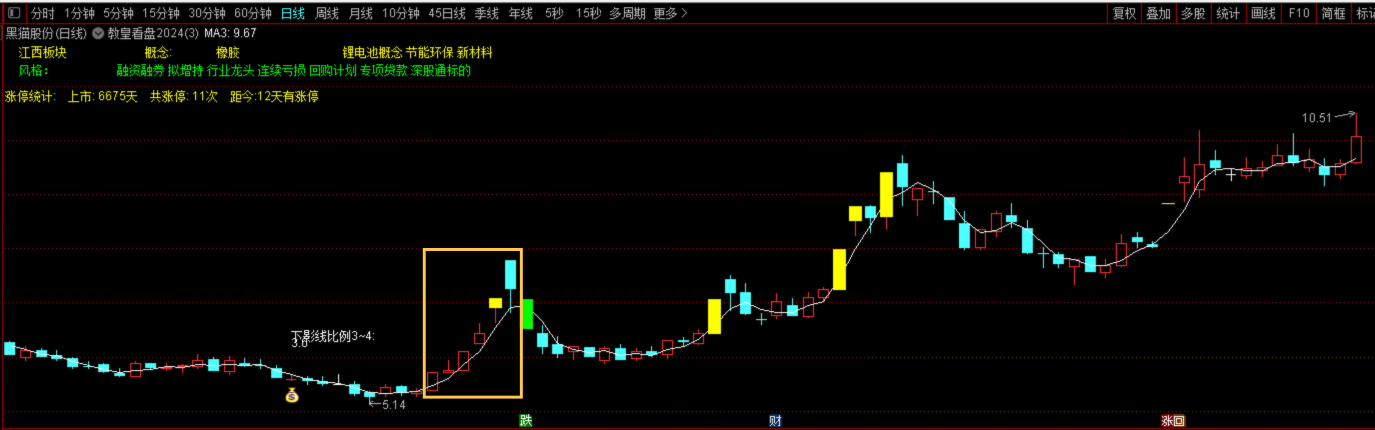 分时 1分钟 5分钟 15分钟 30分钟 60分钟 日线 周线 月线 10分钟 45日线 季线 年线 5秒 15秒 多周期 更多 复权 叠加 多股 统计 画线 F10 简框 标记
黑猫股份(日线) 教皇看盘2024(3) MA3: 9.67
江西板块 概念: 橡胶 锂电池概念 节能环保 新材料
风格: 融资融券 拟增持 行业龙头 连续亏损 回购计划 专项贷款 深股通标的
涨停统计: 上市: 6675天 共涨停: 11次 距今:12天有涨停
10.51
下影线比例3~4:
3.0
5.14
跌 财 涨 回